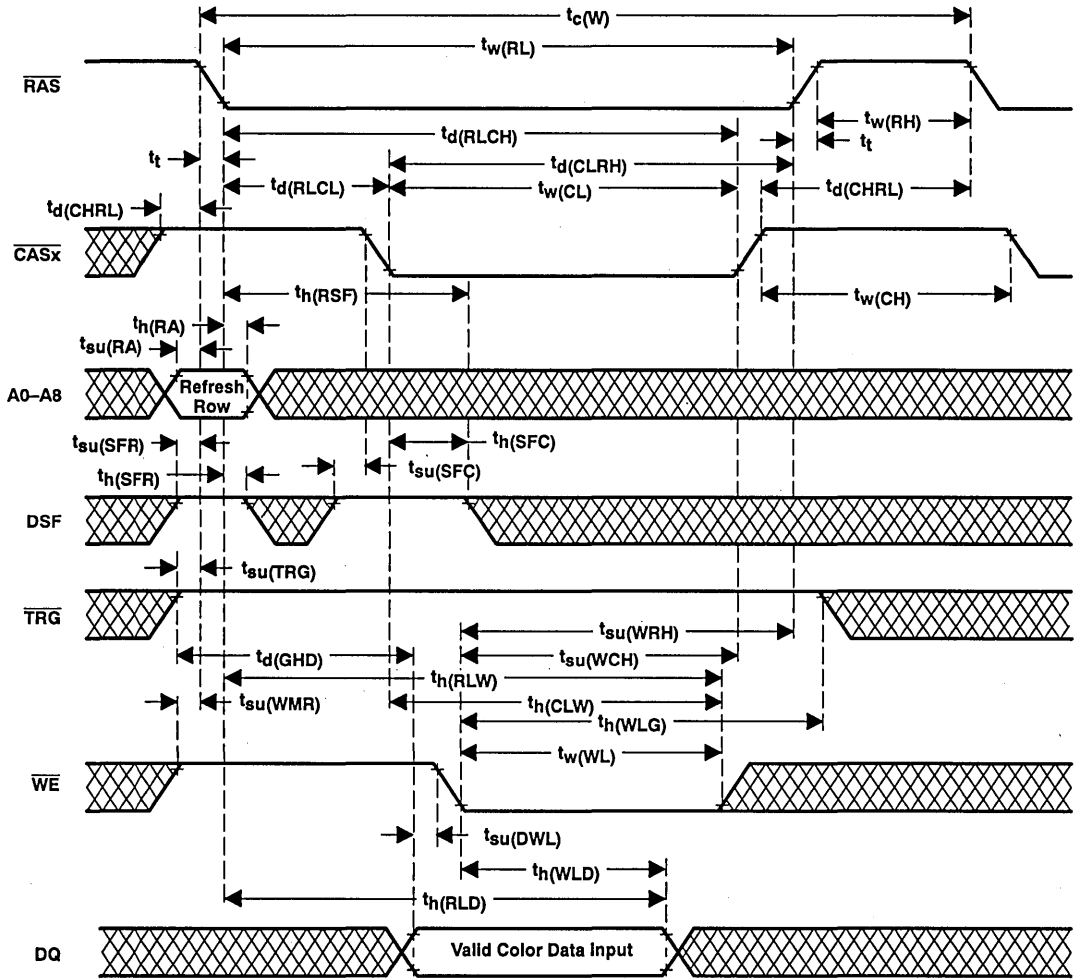 tc(W)
tw(RL)
RAS
tw(RH)
td(RLCH)
tt
tt
td(CLRH)
td(RLCL)
tw(CL)
td(CHRL)
td(CHRL)
CASx
th(RSF)
tw(CH)
th(RA)
tsu(RA)
A0–A8
Refresh
Row
tsu(SFR)
th(SFC)
tsu(SFC)
th(SFR)
DSF
tsu(TRG)
TRG
tsu(WRH)
td(GHD)
tsu(WCH)
th(RLW)
tsu(WMR)
th(CLW)
th(WLG)
tw(WL)
WE
tsu(DWL)
th(WLD)
th(RLD)
DQ
Valid Color Data Input